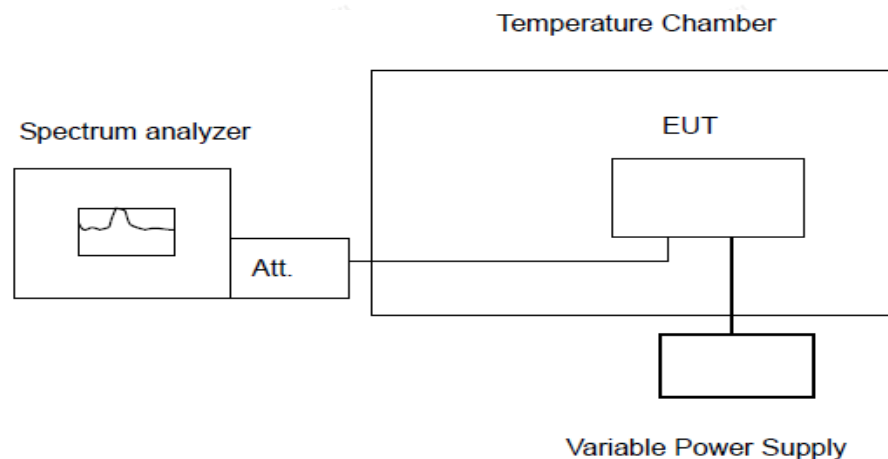 Temperature Chamber
Spectrum analyzer
EUT
Att.
Variable Power Supply